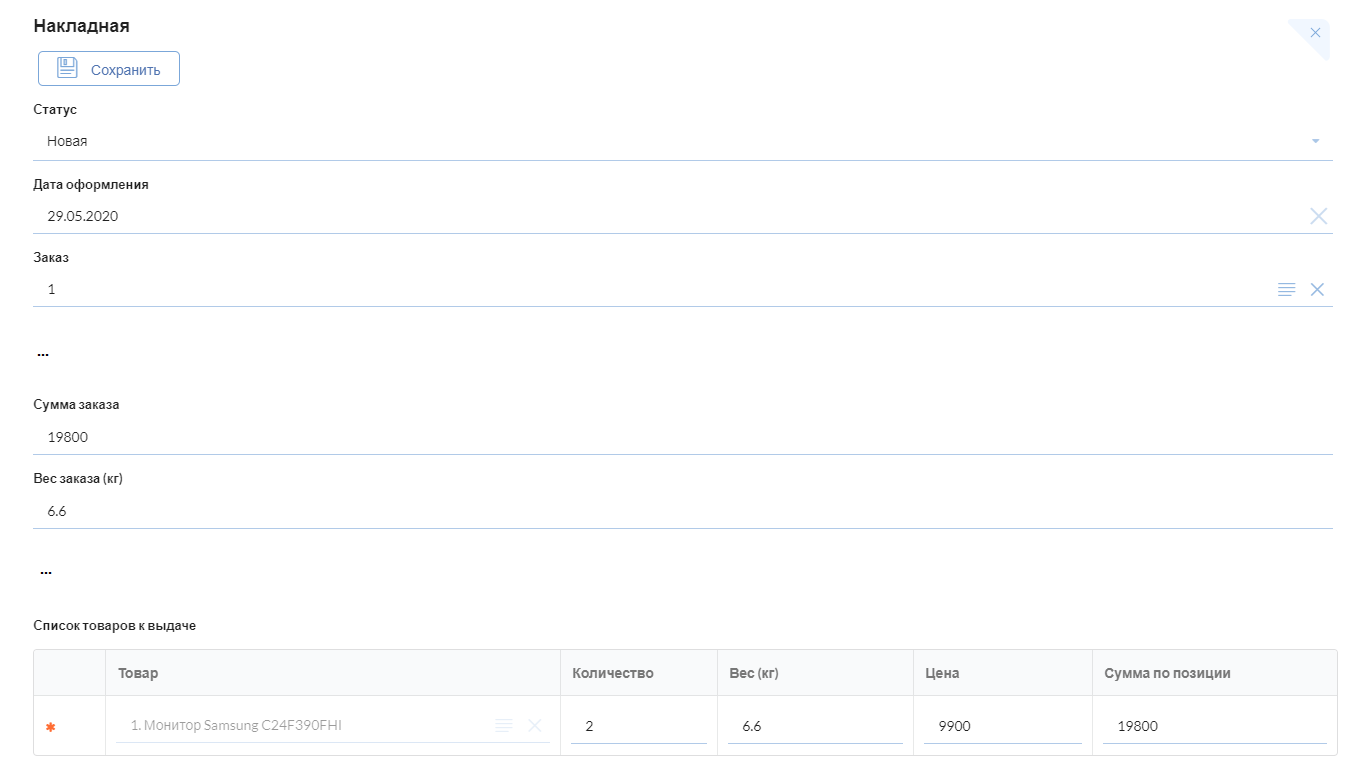 Накладная
Сохранить
Статус
Новая
Дата оформления
29.05.2020
Заказ
1
...
Сумма заказа
19800
Вес заказа (кг)
6.6
...
Список товаров к выдаче
Товар Количество Вес (кг) Цена Сумма по позиции
* 1. Монитор Samsung C24F390FHI 2 6.6 9900 19800